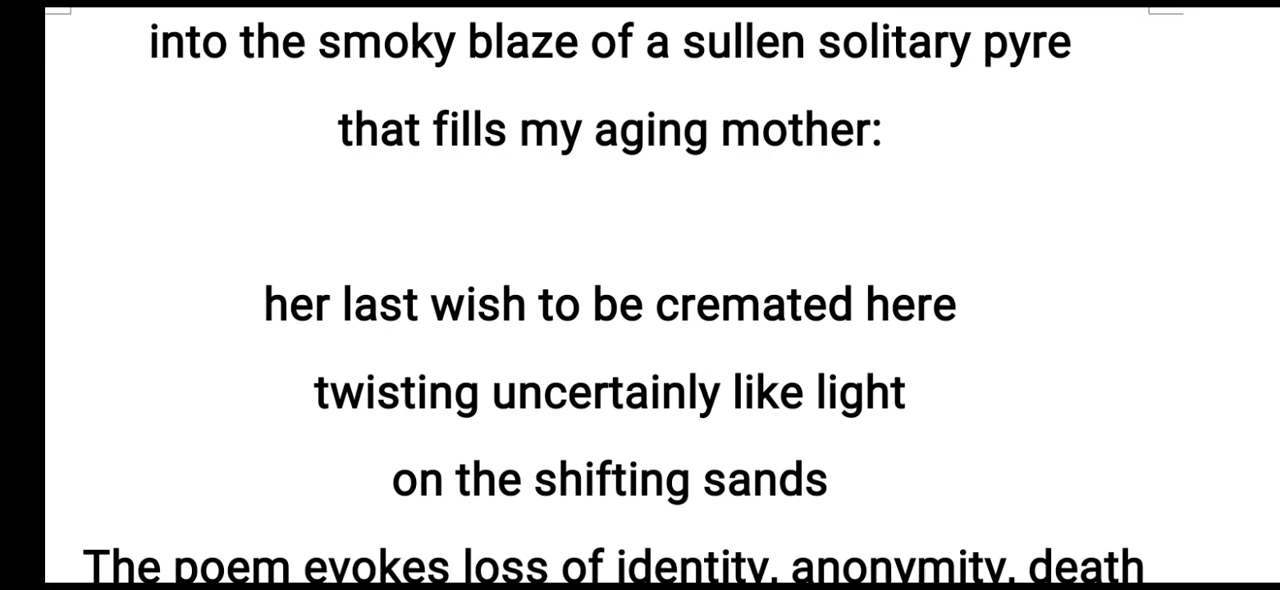 into the smoky blaze of a sullen solitary pyre
that fills my aging mother:
her last wish to be cremated here
twisting uncertainly like light
on the shifting sands
The poem evokes loss of identity, anonymity, death